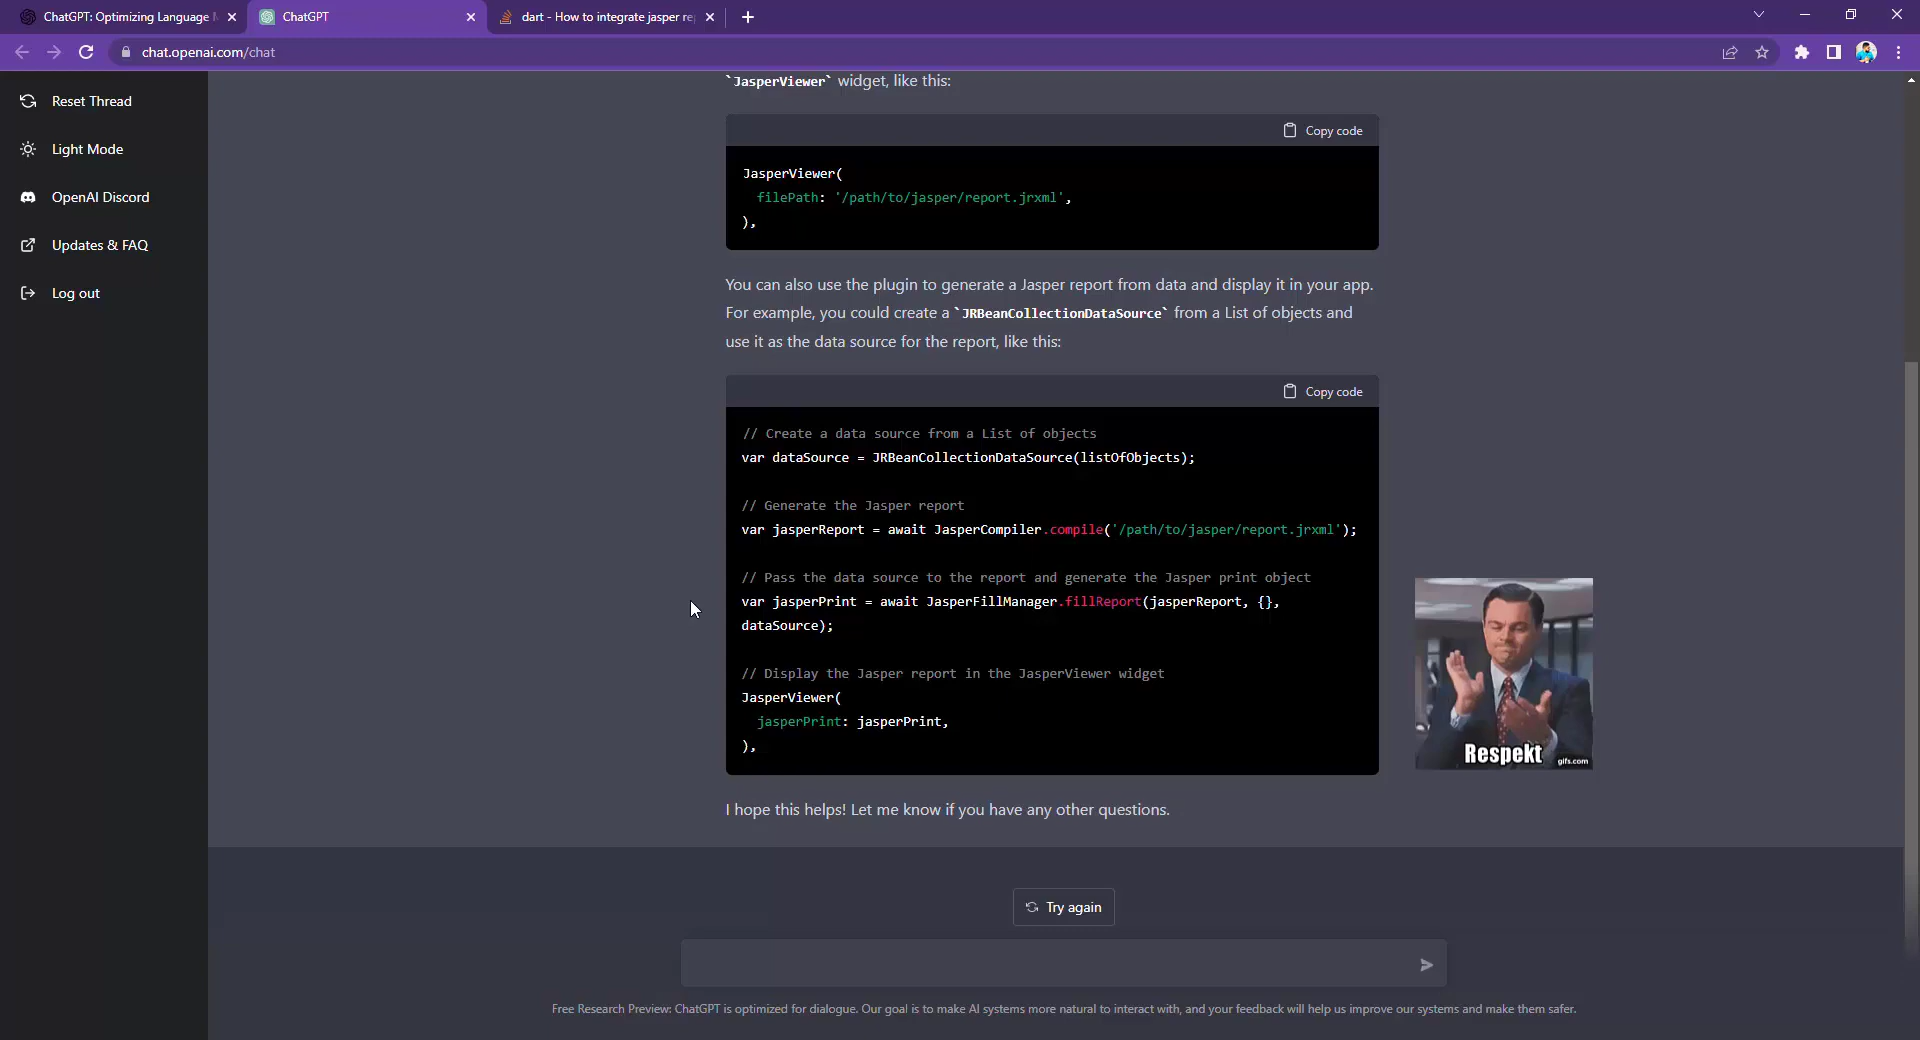 ChatGPT: Optimizing Language M
ChatGPT
dart - How to integrate jasper re
chat.openai.com/chat
Reset Thread
Light Mode
OpenAI Discord
Updates & FAQ
Log out
`JasperViewer` widget, like this:
Copy code
JasperViewer(
filePath: '/path/to/jasper/report.jrxml',
),
You can also use the plugin to generate a Jasper report from data and display it in your app.
For example, you could create a `JRBeanCollectionDataSource` from a List of objects and
use it as the data source for the report, like this:
Copy code
// Create a data source from a List of objects
var dataSource = JRBeanCollectionDataSource(listOfObjects);
// Generate the Jasper report
var jasperReport = await JasperCompiler.compile('/path/to/jasper/report.jrxml');
// Pass the data source to the report and generate the Jasper print object
var jasperPrint = await JasperFillManager.fillReport(jasperReport, {},
dataSource);
// Display the Jasper report in the JasperViewer widget
JasperViewer(
jasperPrint: jasperPrint,
),
Respekt
gifs.com
I hope this helps! Let me know if you have any other questions.
Try again
Free Research Preview: ChatGPT is optimized for dialogue. Our goal is to make AI systems more natural to interact with, and your feedback will help us improve our systems and make them safer.